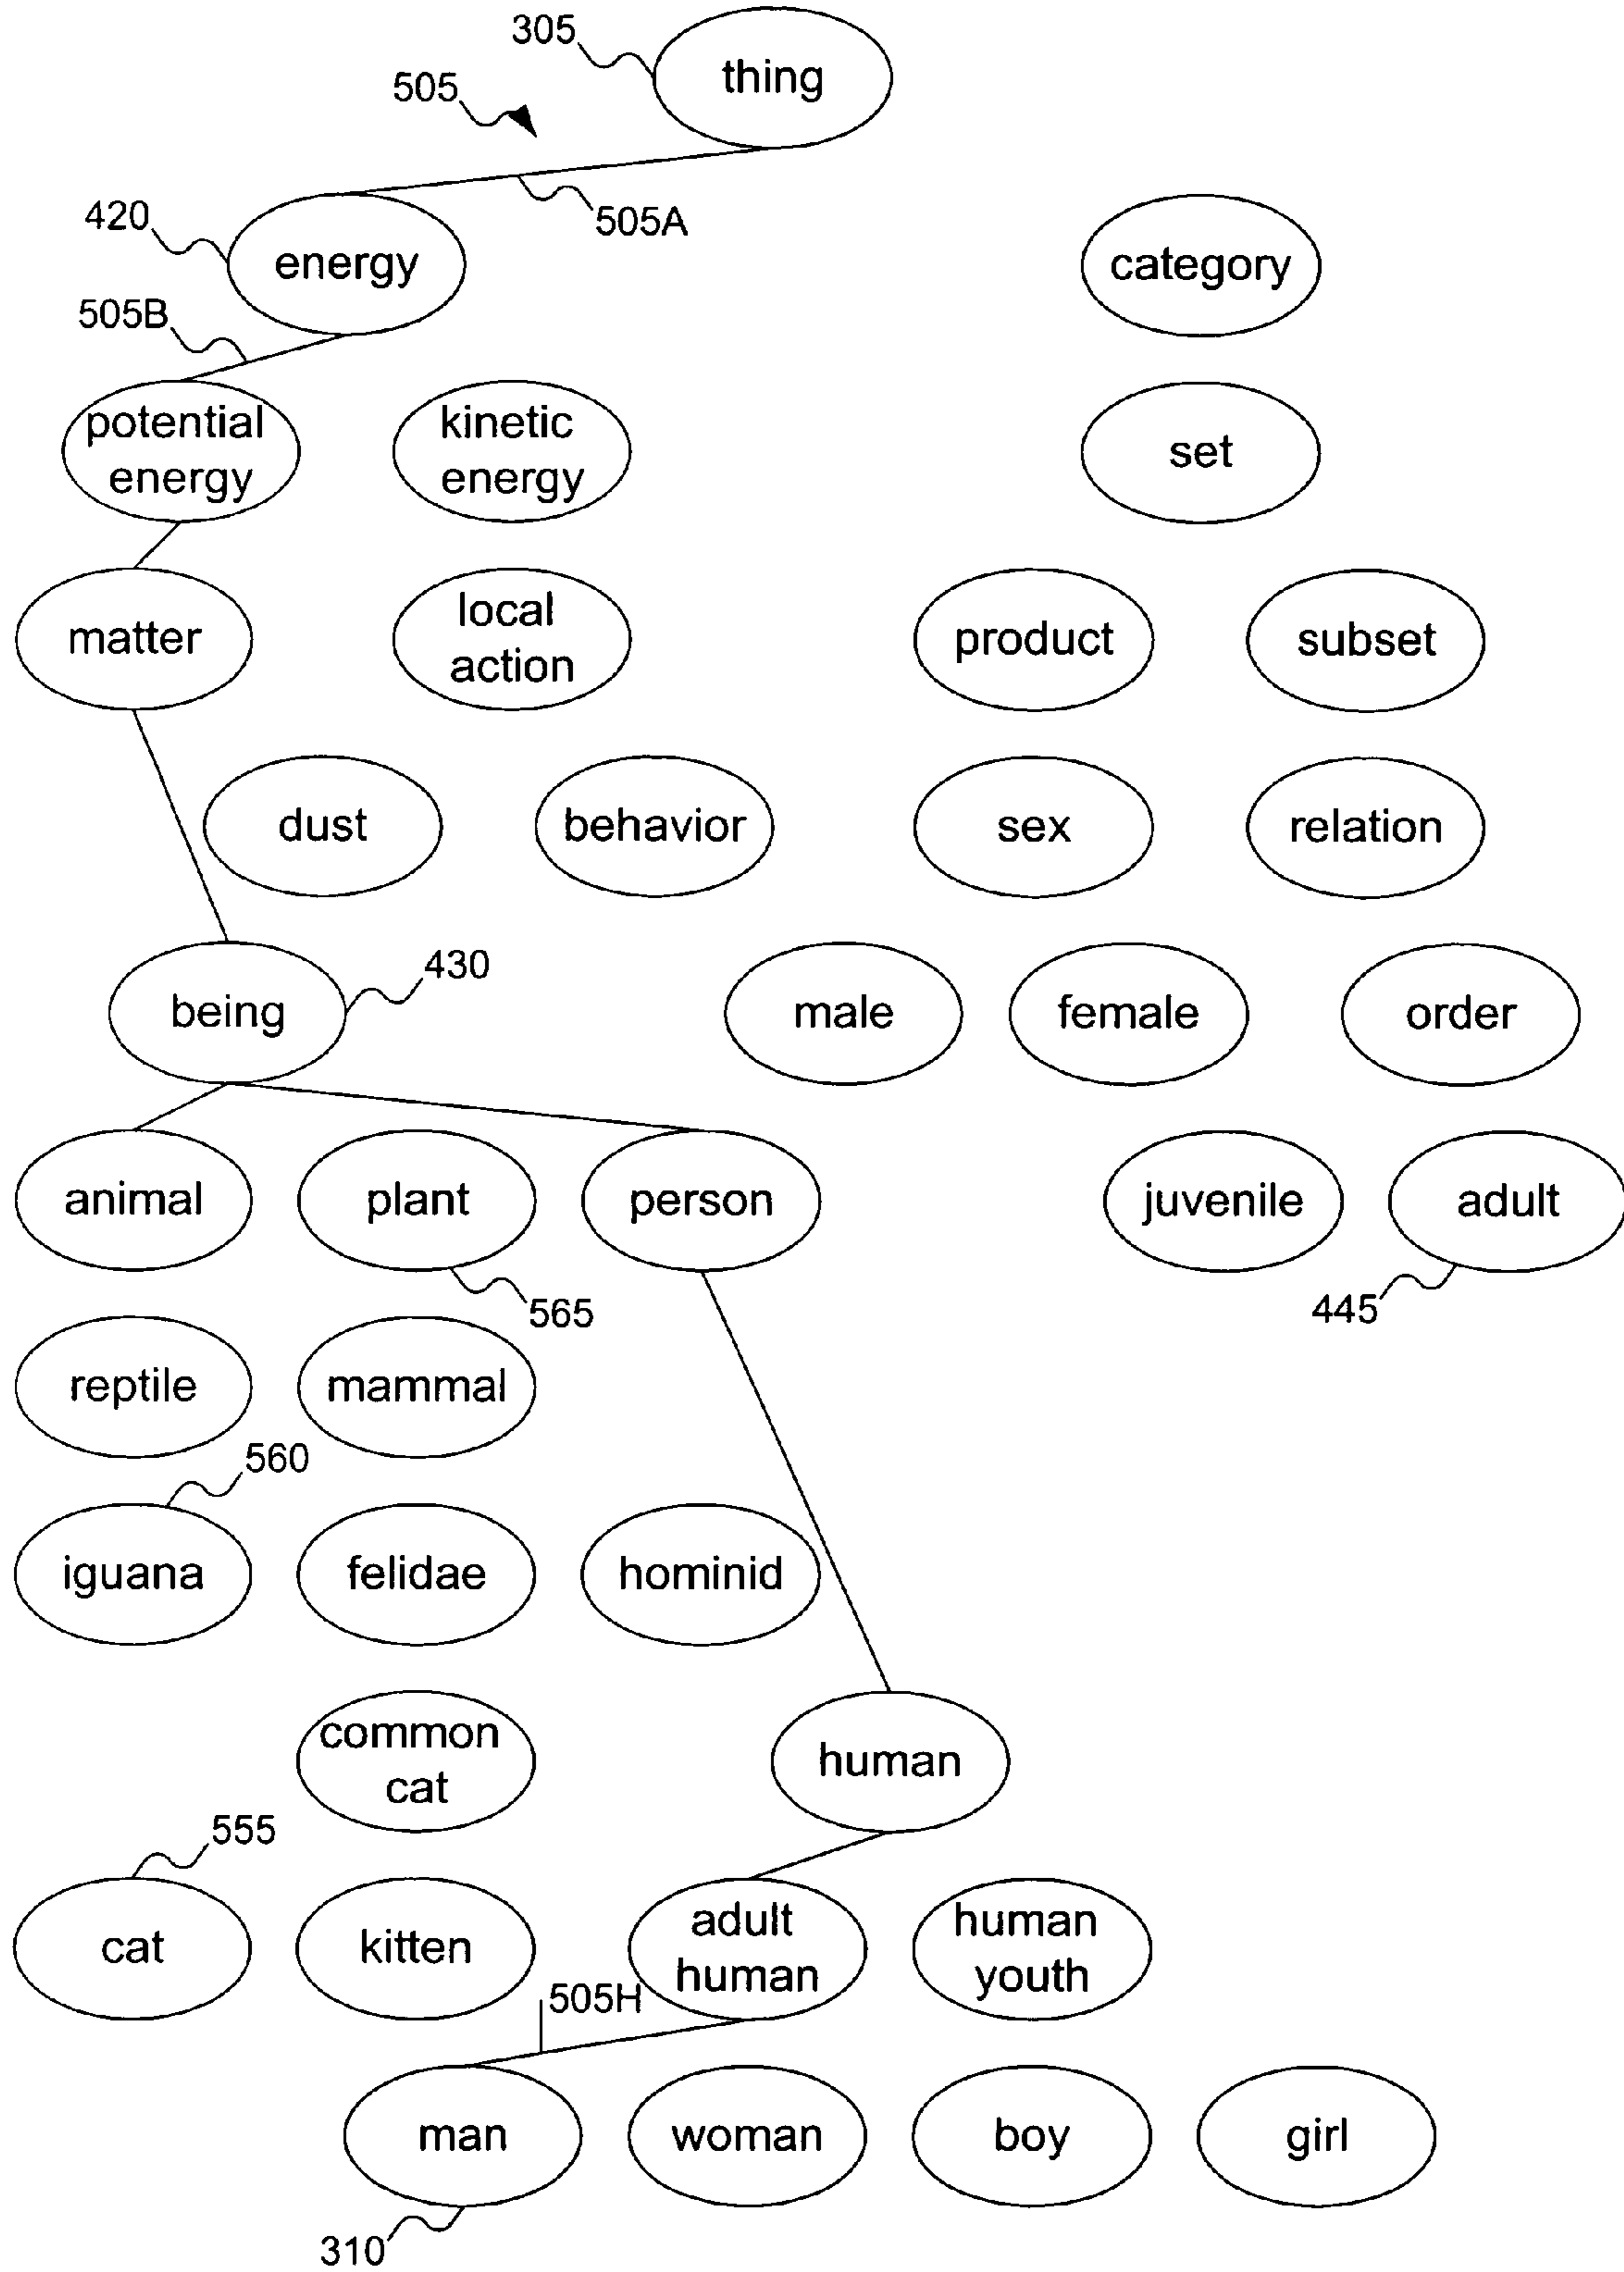 305
thing
505
505A
420
energy
category
505B
potential
energy
kinetic
energy
set
matter
local
action
product
subset
dust
behavior
sex
relation
being
430
male
female
order
animal
plant
person
juvenile
adult
565
445
reptile
mammal
560
iguana
felidae
hominid
common
cat
human
555
cat
kitten
adult
human
human
youth
505H
man
woman
boy
girl
310